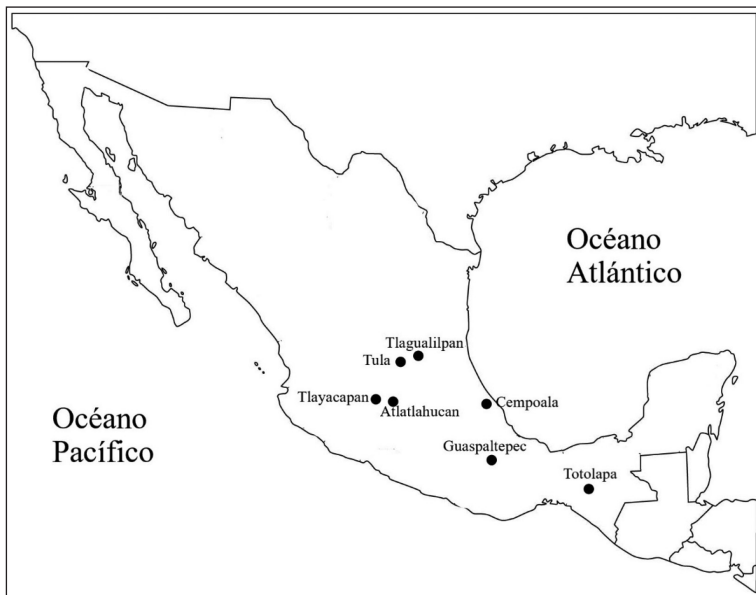 Océano
Atlántico
Tlagualilpan
Tula
Tlayacapan
Atlatlahucan
Cempoala
Océano
Pacífico
Guaspaltepec
Totolapa